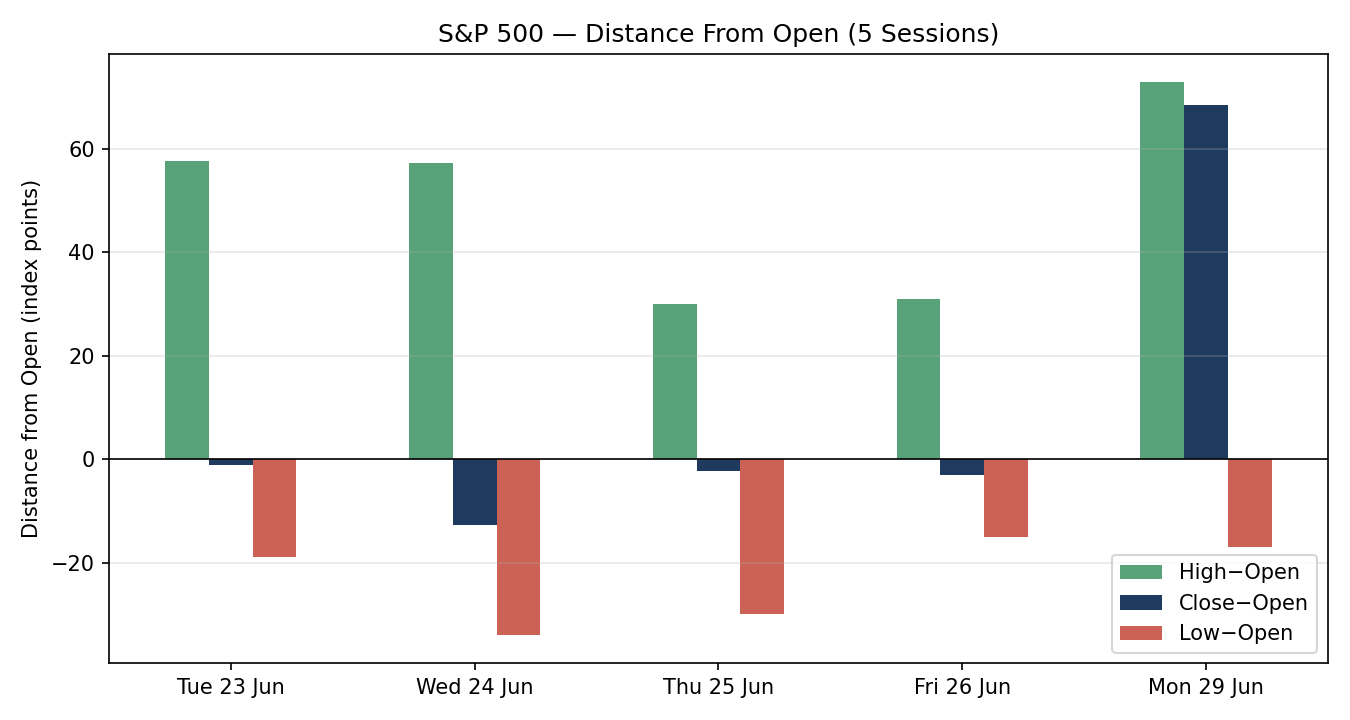 S&P 500 — Distance From Open (5 Sessions)
Distance from Open (index points)
60
40
20
0
−20
Tue 23 Jun
Wed 24 Jun
Thu 25 Jun
Fri 26 Jun
Mon 29 Jun
High−Open
Close−Open
Low−Open